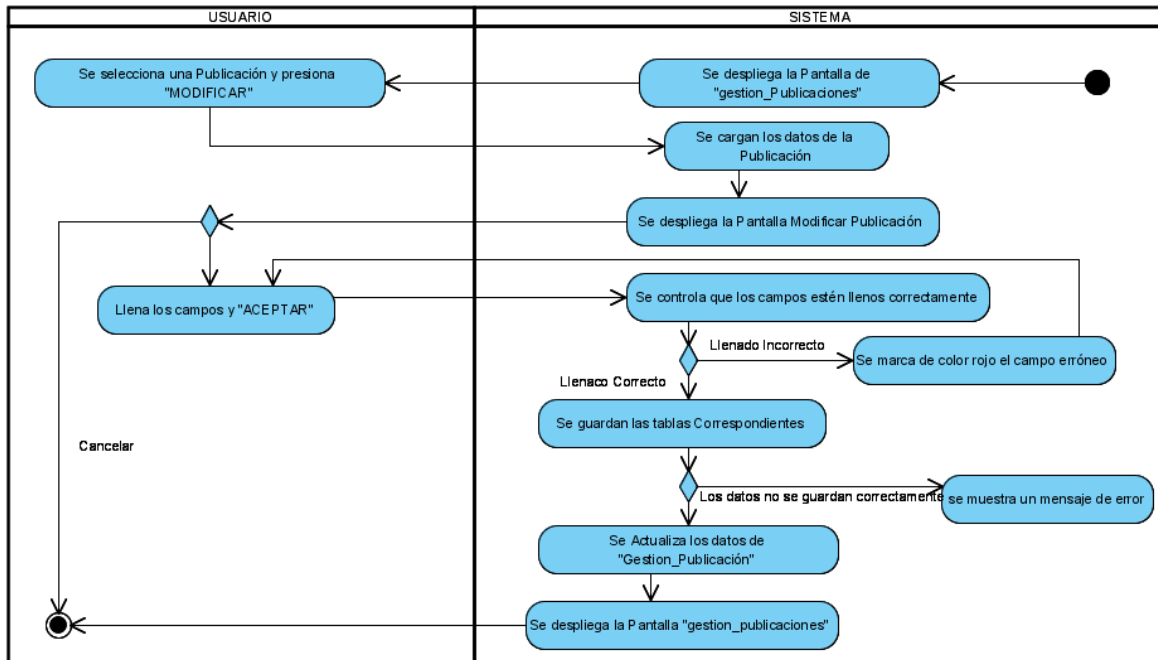 USUARIO
SISTEMA
Se selecciona una Publicación y presiona
"MODIFICAR"
Se despliega la Pantalla de
"gestion_Publicaciones"
Se cargan los datos de la
Publicación
Se despliega la Pantalla Modificar Publicación
Llena los campos y "ACEPTAR"
Se controla que los campos estén llenos correctamente
Llenado Incorrecto
Se marca de color rojo el campo erróneo
Llenaco Correcto
Se guardan las tablas Correspondientes
Cancelar
Los datos no se guardan correctamente
se muestra un mensaje de error
Se Actualiza los datos de
"Gestion_Publicación"
Se despliega la Pantalla "gestion_publicaciones"